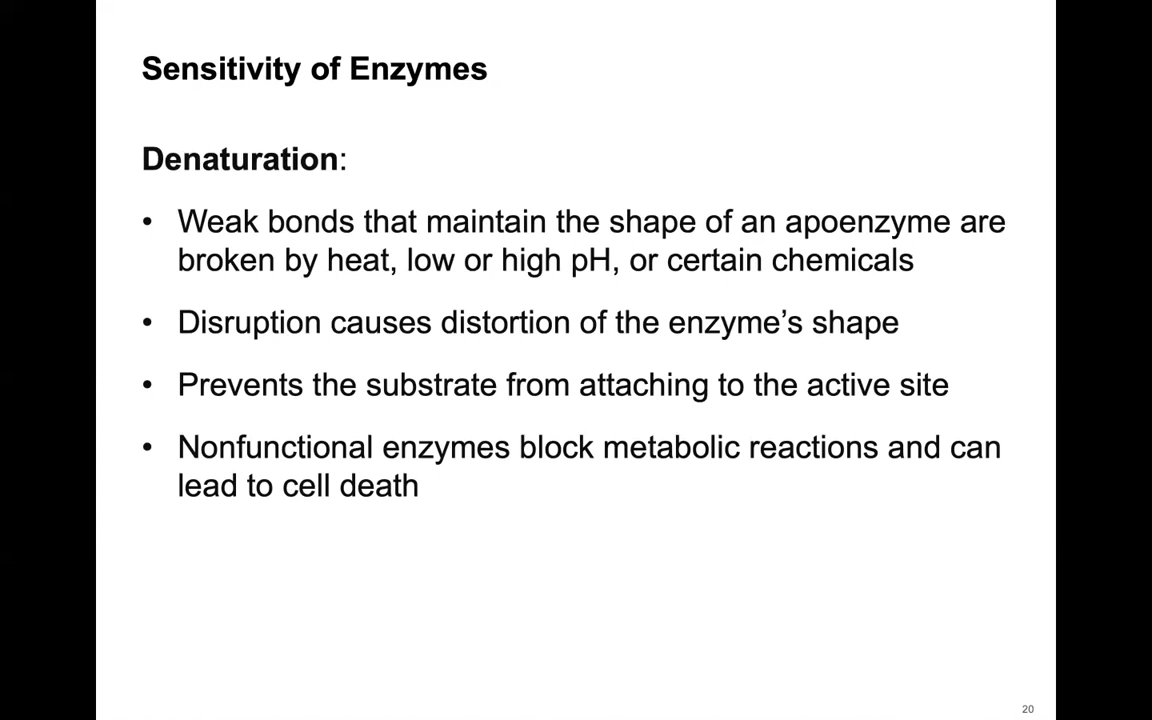 Sensitivity of Enzymes
Denaturation:
• Weak bonds that maintain the shape of an apoenzyme are
broken by heat, low or high pH, or certain chemicals
• Disruption causes distortion of the enzyme’s shape
• Prevents the substrate from attaching to the active site
• Nonfunctional enzymes block metabolic reactions and can
lead to cell death
20